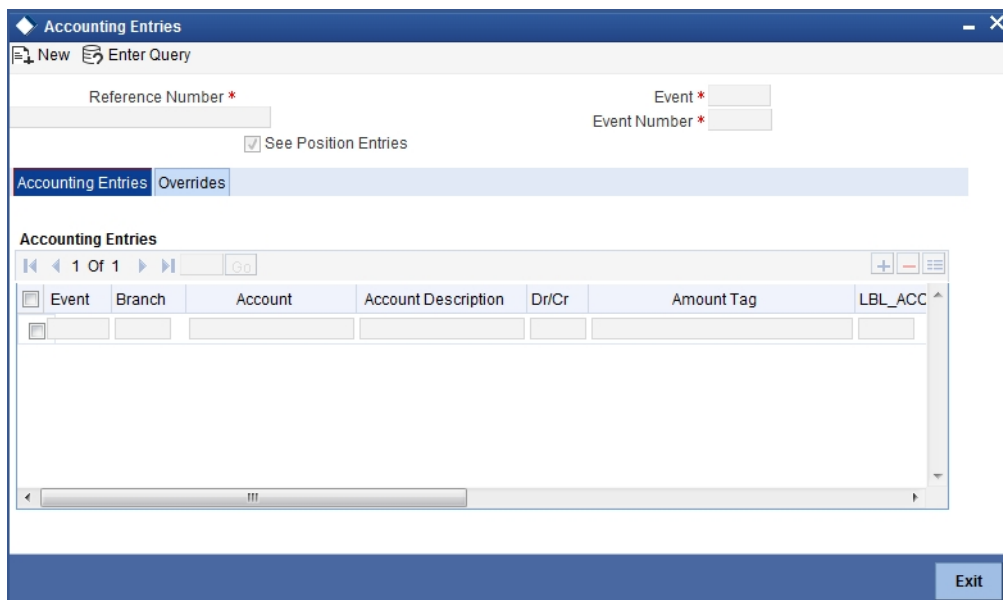 Accounting Entries
New Enter Query
Reference Number * Event *
Event Number *
See Position Entries
Accounting Entries Overrides
Accounting Entries
1 Of 1 Go
Event Branch Account Account Description Dr/Cr Amount Tag LBL_ACC
Exit